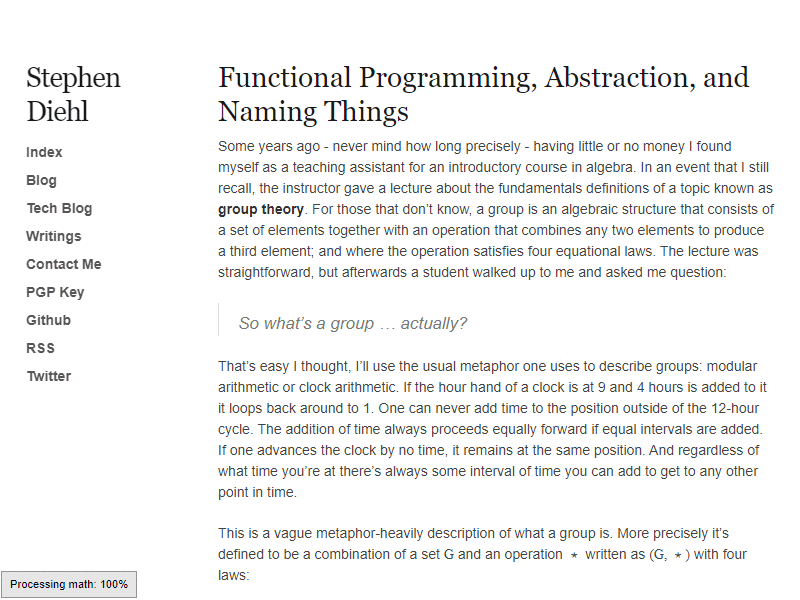 Stephen
Diehl
Index
Blog
Tech Blog
Writings
Contact Me
PGP Key
Github
RSS
Twitter
Functional Programming, Abstraction, and
Naming Things
Some years ago - never mind how long precisely - having little or no money I found
myself as a teaching assistant for an introductory course in algebra. In an event that I still
recall, the instructor gave a lecture about the fundamentals definitions of a topic known as
group theory. For those that don’t know, a group is an algebraic structure that consists of
a set of elements together with an operation that combines any two elements to produce
a third element; and where the operation satisfies four equational laws. The lecture was
straightforward, but afterwards a student walked up to me and asked me question:
So what’s a group … actually?
That’s easy I thought, I’ll use the usual metaphor one uses to describe groups: modular
arithmetic or clock arithmetic. If the hour hand of a clock is at 9 and 4 hours is added to it
it loops back around to 1. One can never add time to the position outside of the 12-hour
cycle. The addition of time always proceeds equally forward if equal intervals are added.
If one advances the clock by no time, it remains at the same position. And regardless of
what time you’re at there’s always some interval of time you can add to get to any other
point in time.
This is a vague metaphor-heavily description of what a group is. More precisely it’s
defined to be a combination of a set G and an operation ⋆ written as (G, ⋆) with four
laws:
Processing math: 100%